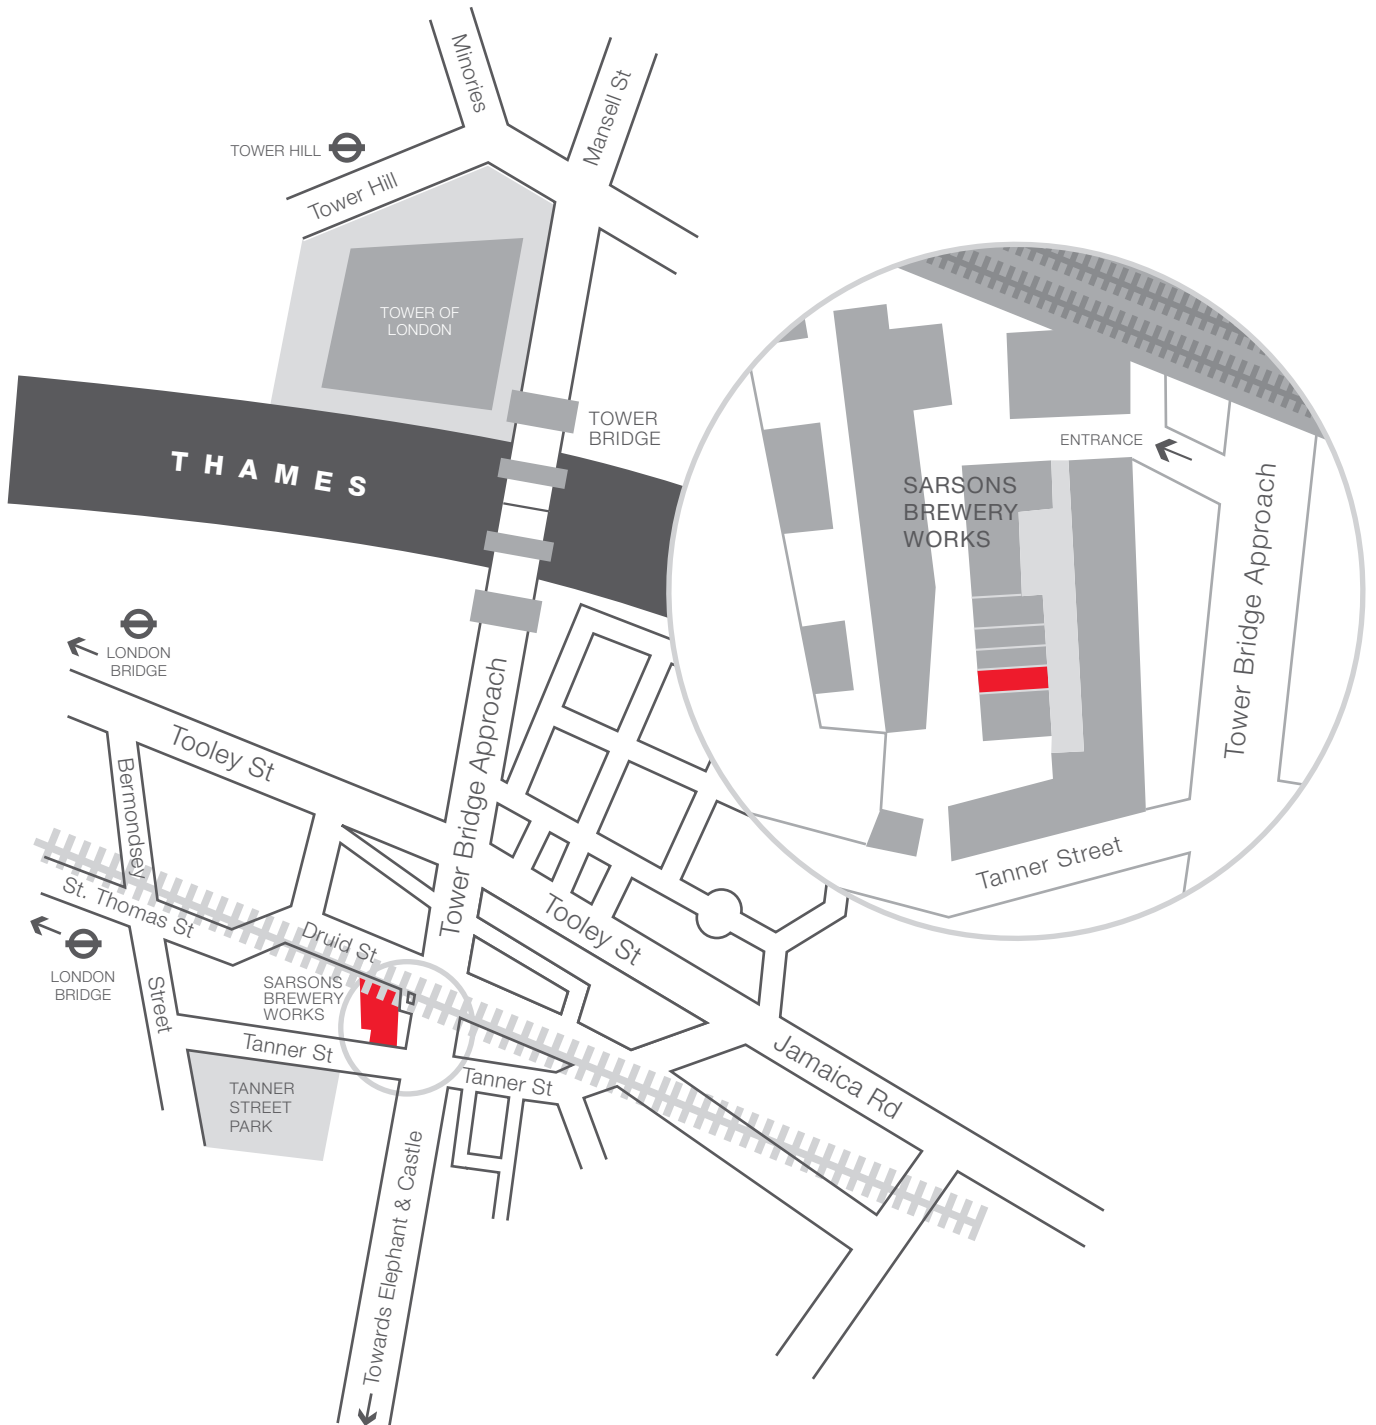 Minories
Mansell St
TOWER HILL
Tower Hill
TOWER OF
LONDON
TOWER
BRIDGE
THAMES
ENTRANCE
SARSONS
BREWERY
WORKS
Tower Bridge Approach
Tanner Street
LONDON
BRIDGE
Tooley St
Tower Bridge Approach
Bermondsey
Street
St. Thomas St
Tooley St
Druid St
LONDON
BRIDGE
SARSONS
BREWERY
WORKS
Tanner St
Tanner St
Jamaica Rd
TANNER
STREET
PARK
Towards Elephant & Castle